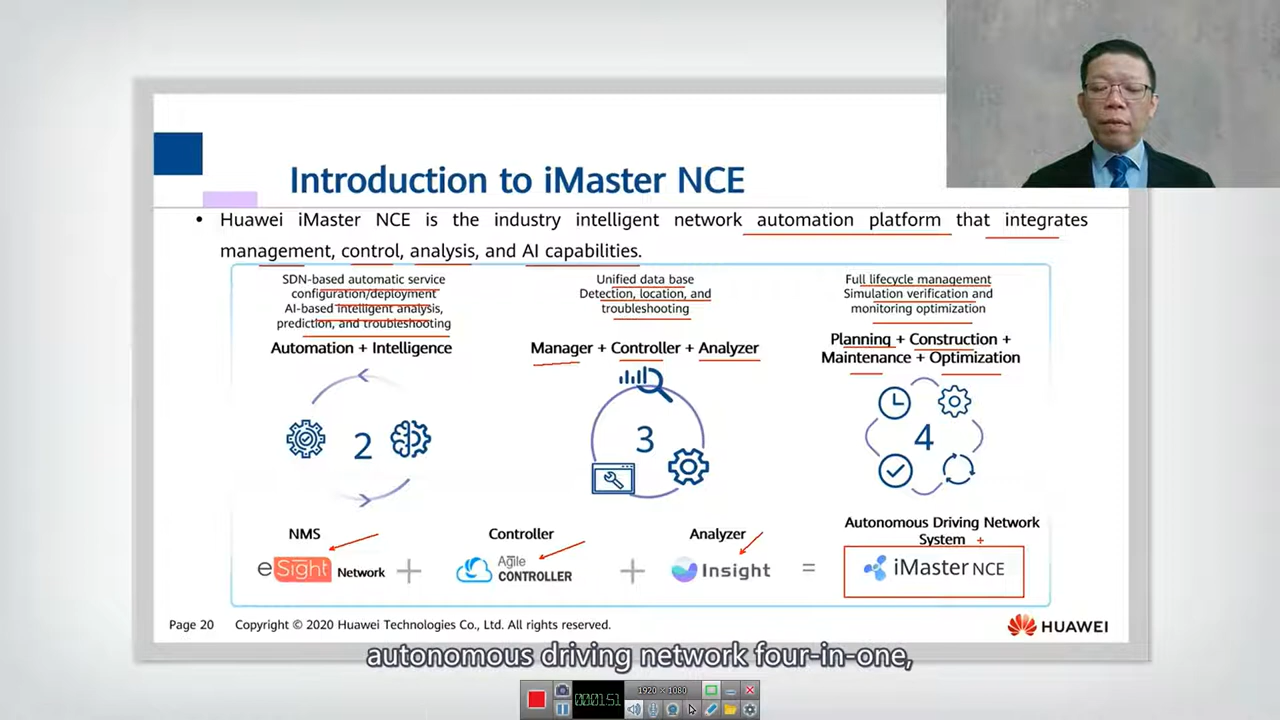 Introduction to iMaster NCE
• Huawei iMaster NCE is the industry intelligent network automation platform that integrates
management, control, analysis, and AI capabilities.
SDN-based automatic service
configuration/deployment
AI-based intelligent analysis,
prediction, and troubleshooting
Automation + Intelligence
2
Unified data base
Detection, location, and
troubleshooting
Manager + Controller + Analyzer
3
Full lifecycle management
Simulation verification and
monitoring optimization
Planning + Construction +
Maintenance + Optimization
4
NMS
eSight Network
+
Controller
Agile
CONTROLLER
+
Analyzer
Insight
=
Autonomous Driving Network
System
iMaster NCE
Page 20 Copyright © 2020 Huawei Technologies Co., Ltd. All rights reserved.
HUAWEI
autonomous driving network four-in-one,
000:01:51
1920 × 1080